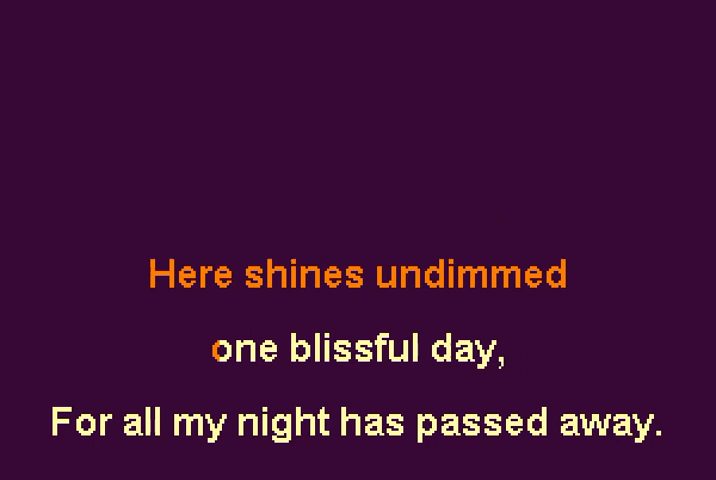 Here shines undimmed
one blissful day,
For all my night has passed away.